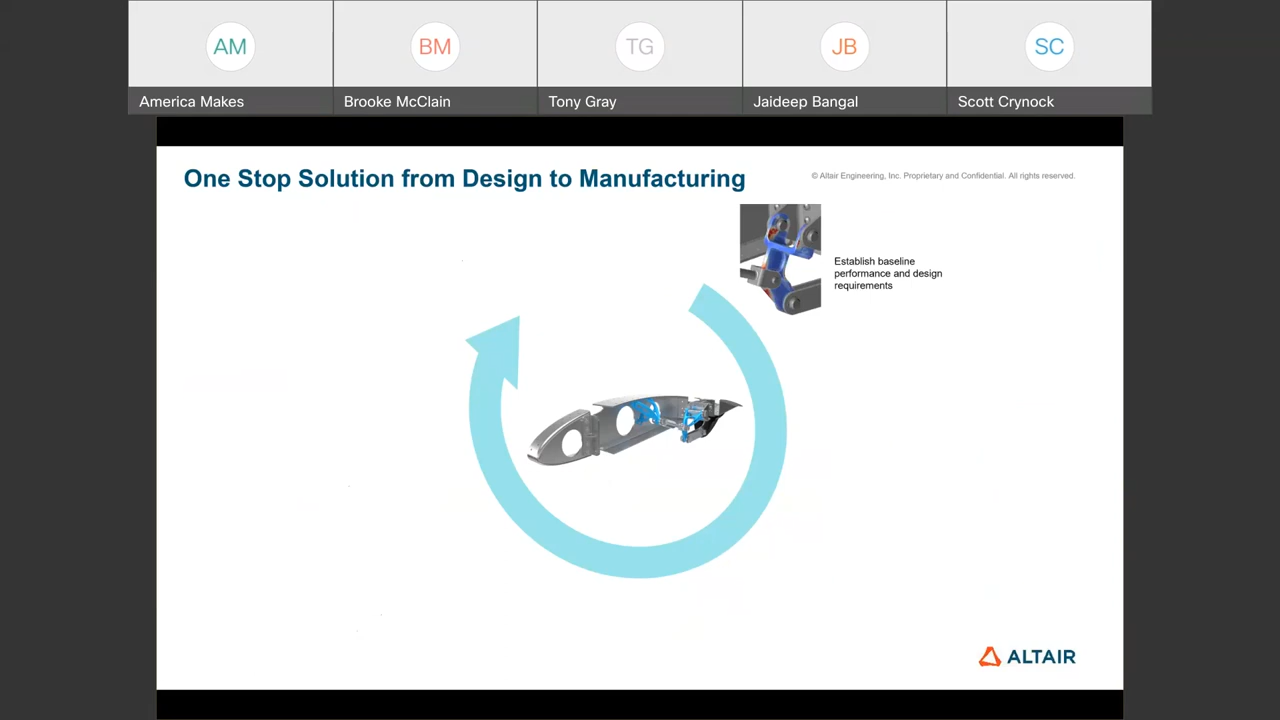 AM
BM
TG
JB
SC
America Makes
Brooke McClain
Tony Gray
Jaideep Bangal
Scott Crynock
One Stop Solution from Design to Manufacturing
© Altair Engineering, Inc. Proprietary and Confidential. All rights reserved.
Establish baseline
performance and design
requirements
ALTAIR